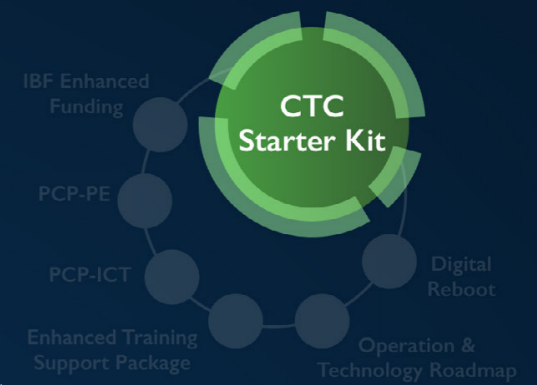 CTC
Starter Kit
IBF Enhanced
Funding
PCP-PE
PCP-ICT
Enhanced Training
Support Package
Operation &
Technology Roadmap
Digital
Reboot